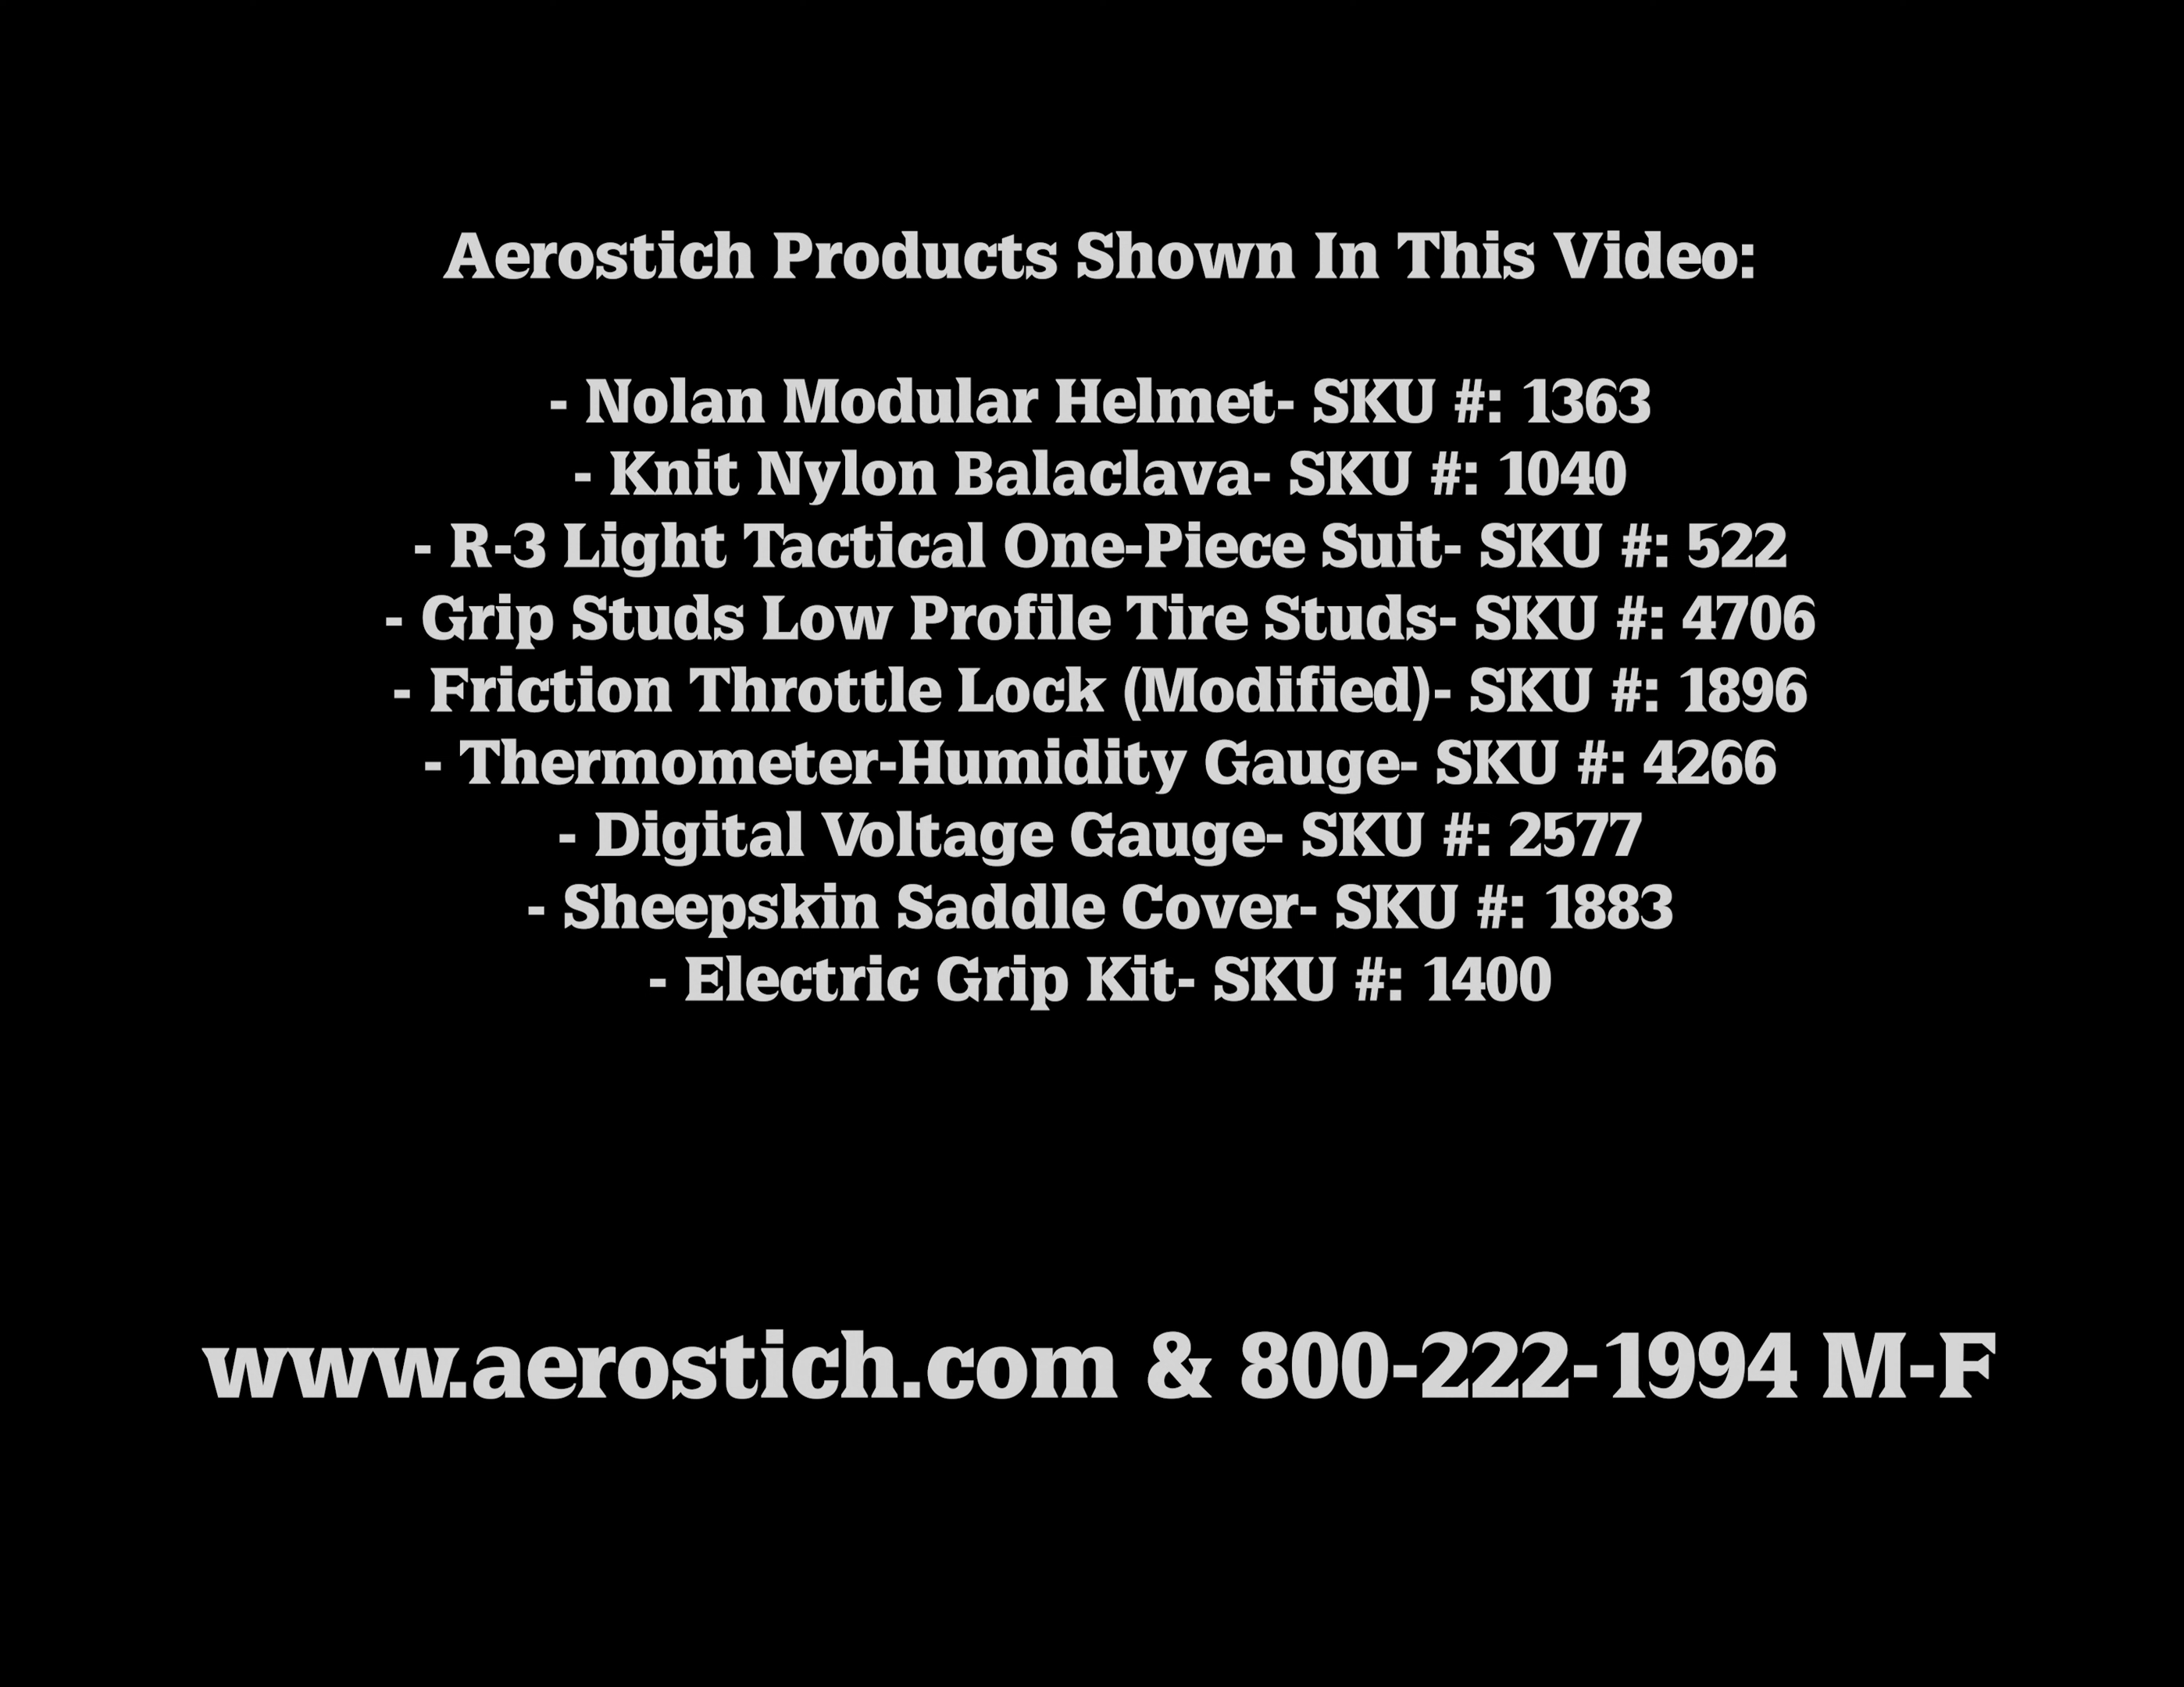 Aerostich Products Shown In This Video:
- Nolan Modular Helmet- SKU #: 1363
- Knit Nylon Balaclava- SKU #: 1040
- R-3 Light Tactical One-Piece Suit- SKU #: 522
- Grip Studs Low Profile Tire Studs- SKU #: 4706
- Friction Throttle Lock (Modified)- SKU #: 1896
- Thermometer-Humidity Gauge- SKU #: 4266
- Digital Voltage Gauge- SKU #: 2577
- Sheepskin Saddle Cover- SKU #: 1883
- Electric Grip Kit- SKU #: 1400
www.aerostich.com & 800-222-1994 M-F